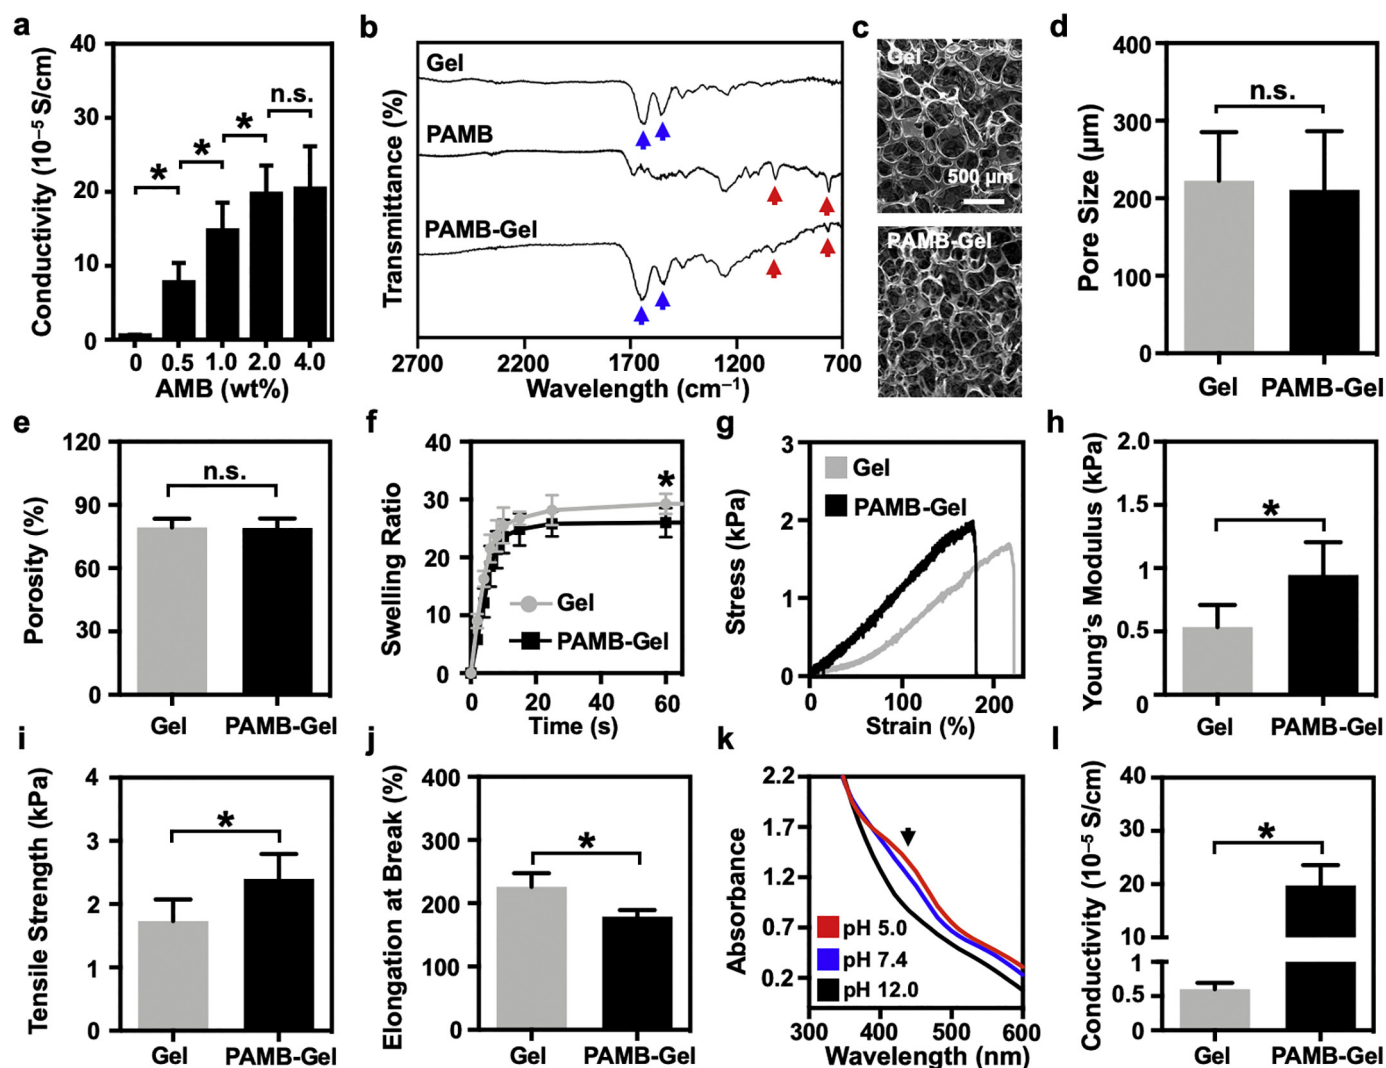 a
Conductivity (10⁻⁵ S/cm)
40
30
20
10
0
*
*
*
n.s.
0 0.5 1.0 2.0 4.0
AMB (wt%)
b
Transmittance (%)
Gel
PAMB
PAMB-Gel
2700 2200 1700 1200 700
Wavelength (cm⁻¹)
c
Gel
500 µm
PAMB-Gel
d
Pore Size (µm)
400
300
200
100
0
n.s.
Gel PAMB-Gel
e
Porosity (%)
120
90
60
30
0
n.s.
Gel PAMB-Gel
f
Swelling Ratio
40
30
20
10
0
*
Gel
PAMB-Gel
0 20 40 60
Time (s)
g
Stress (kPa)
3
2
1
0
Gel
PAMB-Gel
0 100 200
Strain (%)
h
Young's Modulus (kPa)
2.0
1.5
1
0.5
0
*
Gel PAMB-Gel
i
Tensile Strength (kPa)
4
3
2
1
0
*
Gel PAMB-Gel
j
Elongation at Break (%)
400
300
200
100
0
*
Gel PAMB-Gel
k
Absorbance
2.2
1.7
1.2
0.7
0.2
pH 5.0
pH 7.4
pH 12.0
300 400 500 600
Wavelength (nm)
l
Conductivity (10⁻⁵ S/cm)
40
30
20
10
1
0.5
0
*
Gel PAMB-Gel